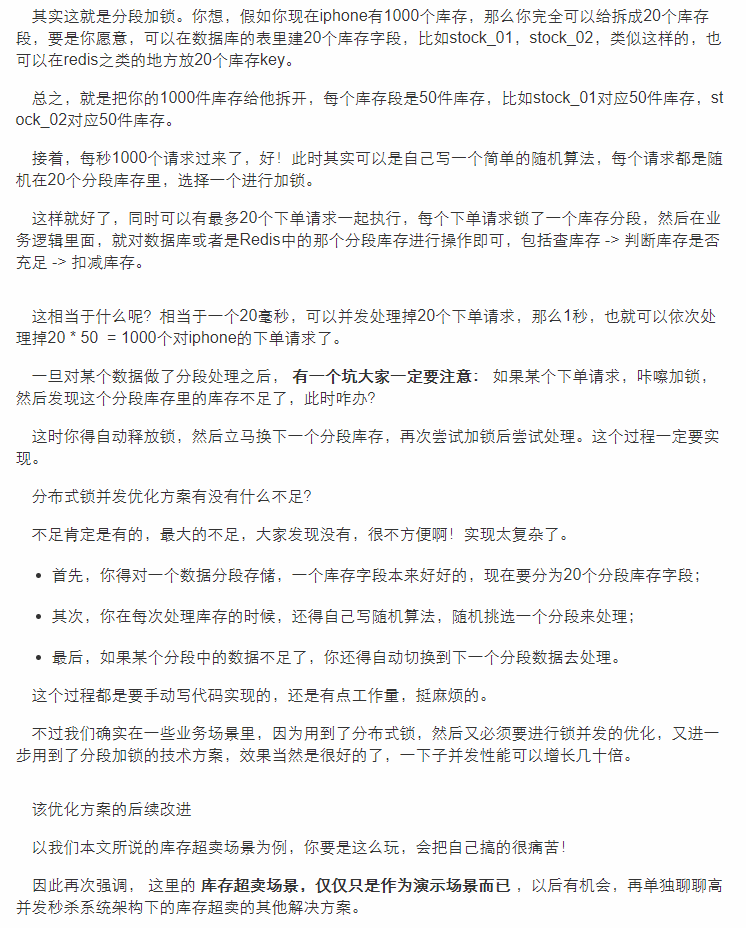 其实这就是分段加锁。你想，假如你现在iphone有1000个库存，那么你完全可以给拆成20个库存
段，要是你愿意，可以在数据库的表里建20个库存字段，比如stock_01，stock_02，类似这样的，也
可以在redis之类的地方放20个库存key。
总之，就是把你的1000件库存给他拆开，每个库存段是50件库存，比如stock_01对应50件库存，st
ock_02对应50件库存。
接着，每秒1000个请求过来了，好！此时其实可以是自己写一个简单的随机算法，每个请求都是随
机在20个分段库存里，选择一个进行加锁。
这样就好了，同时可以有最多20个下单请求一起执行，每个下单请求锁了一个库存分段，然后在业
务逻辑里面，就对数据库或者是Redis中的那个分段库存进行操作即可，包括查库存 -> 判断库存是否
充足 -> 扣减库存。
这相当于什么呢？相当于一个20毫秒，可以并发处理掉20个下单请求，那么1秒，也就可以依次处
理掉20 * 50 = 1000个对iphone的下单请求了。
一旦对某个数据做了分段处理之后， 有一个坑大家一定要注意： 如果某个下单请求，咔嚓加锁，
然后发现这个分段库存里的库存不足了，此时咋办？
这时你得自动释放锁，然后立马换下一个分段库存，再次尝试加锁后尝试处理。这个过程一定要实
现。
分布式锁并发优化方案有没有什么不足？
不足肯定是有的，最大的不足，大家发现没有，很不方便啊！实现太复杂了。
• 首先，你得对一个数据分段存储，一个库存字段本来好好的，现在要分为20个分段库存字段；
• 其次，你在每次处理库存的时候，还得自己写随机算法，随机挑选一个分段来处理；
• 最后，如果某个分段中的数据不足了，你还得自动切换到下一个分段数据去处理。
这个过程都是要手动写代码实现的，还是有点工作量，挺麻烦的。
不过我们确实在一些业务场景里，因为用到了分布式锁，然后又必须要进行锁并发的优化，又进一
步用到了分段加锁的技术方案，效果当然是很好的了，一下子并发性能可以增长几十倍。
该优化方案的后续改进
以我们本文所说的库存超卖场景为例，你要是这么玩，会把自己搞的很痛苦！
因此再次强调， 这里的 库存超卖场景，仅仅只是作为演示场景而已 ，以后有机会，再单独聊聊高
并发秒杀系统架构下的库存超卖的其他解决方案。